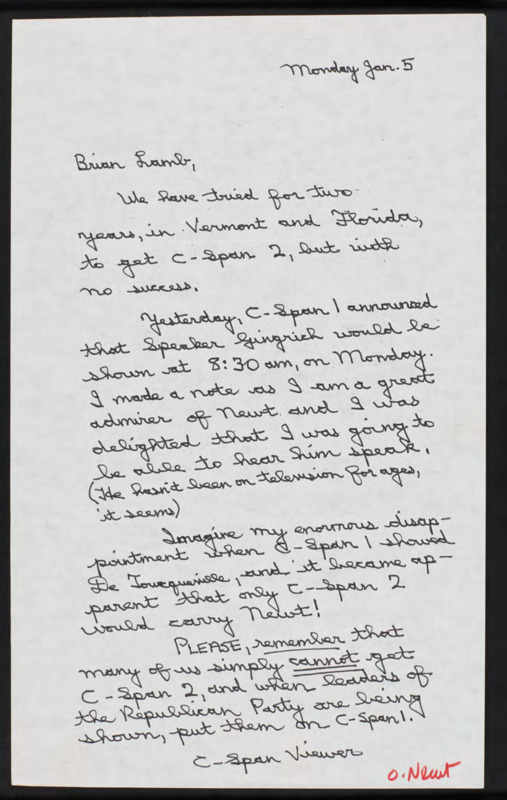 Monday Jan. 5
Brian Lamb,
We have tried for two
years, in Vermont and Florida,
to get C-Span 2, but with
no success.
Yesterday, C-Span 1 announced
that Speaker Gingrich would be
shown at 8:30 am, on Monday.
I made a note as I am a great
admirer of Newt and I was
delighted that I was going to
be able to hear him speak.
(He hasn't been on television for ages,
it seems)
Imagine my enormous disap-
pointment when C-Span 1 showed
De Tourqueville, and it became ap-
parent that only C-Span 2
would carry Newt!
PLEASE, remember that
many of us simply cannot get
C-Span 2, and when leaders of
the Republican Party are being
shown, put them on C-Span 1.
C-Span Viewer
O. Newt